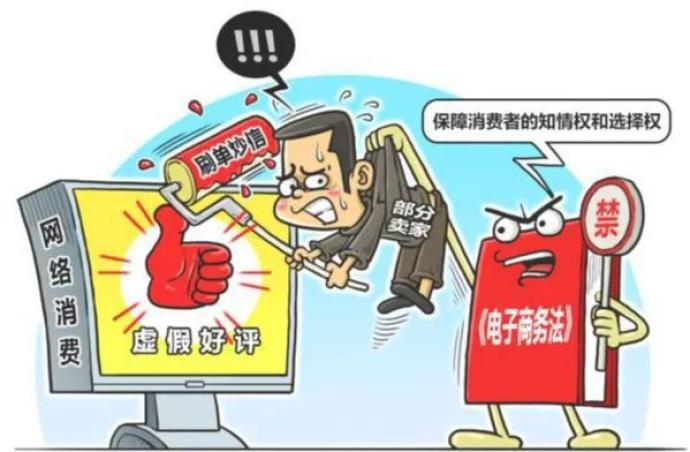 !!!
保障消费者的知情权和选择权
刷单炒信
部分
卖家
禁
网络消费
虚假好评
《电子商务法》